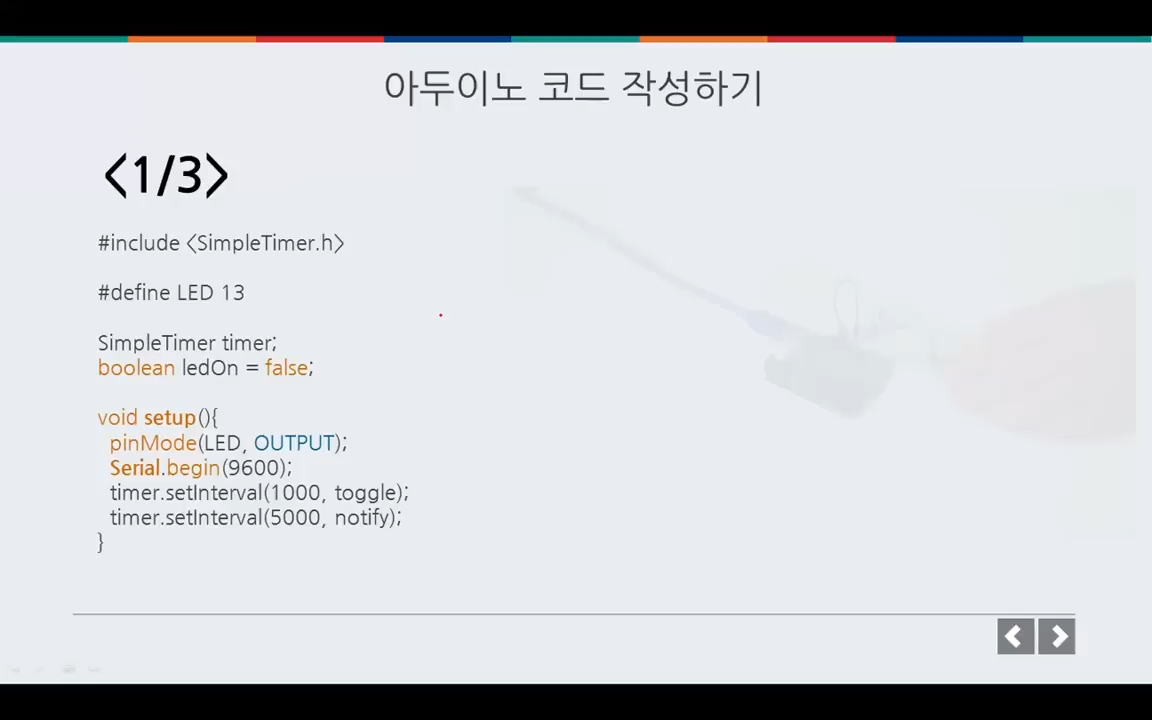 아두이노 코드 작성하기
<1/3>
#include <SimpleTimer.h>
#define LED 13
SimpleTimer timer;
boolean ledOn = false;
void setup(){
pinMode(LED, OUTPUT);
Serial.begin(9600);
timer.setInterval(1000, toggle);
timer.setInterval(5000, notify);
}